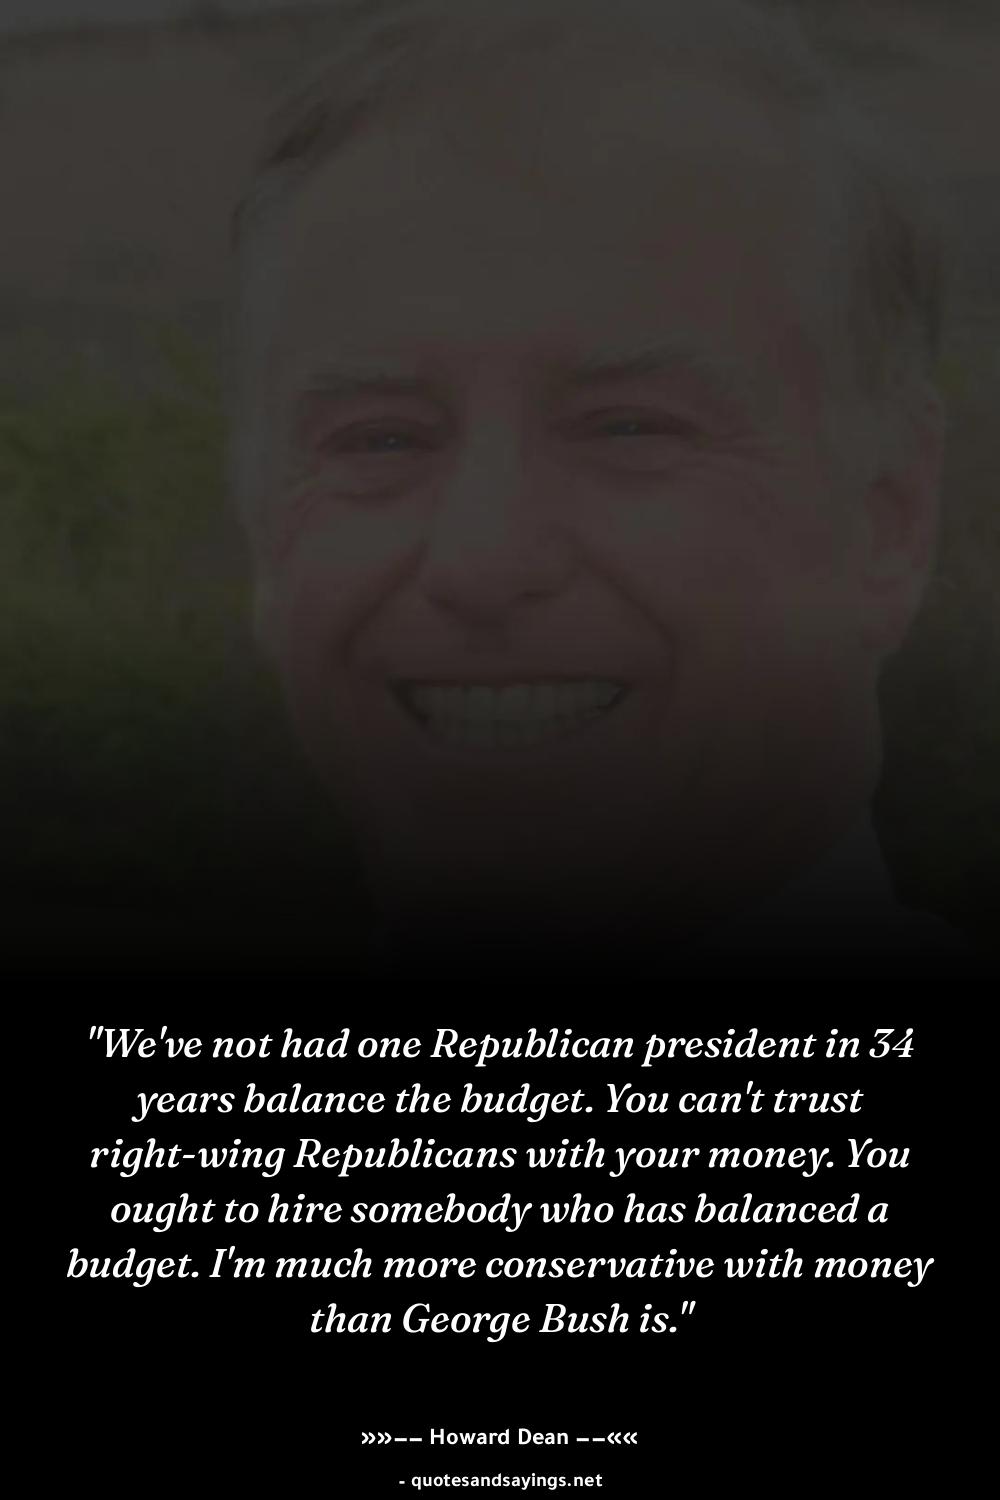 "We've not had one Republican president in 34
years balance the budget. You can't trust
right-wing Republicans with your money. You
ought to hire somebody who has balanced a
budget. I'm much more conservative with money
than George Bush is."
»»−− Howard Dean −−««
- quotesandsayings.net